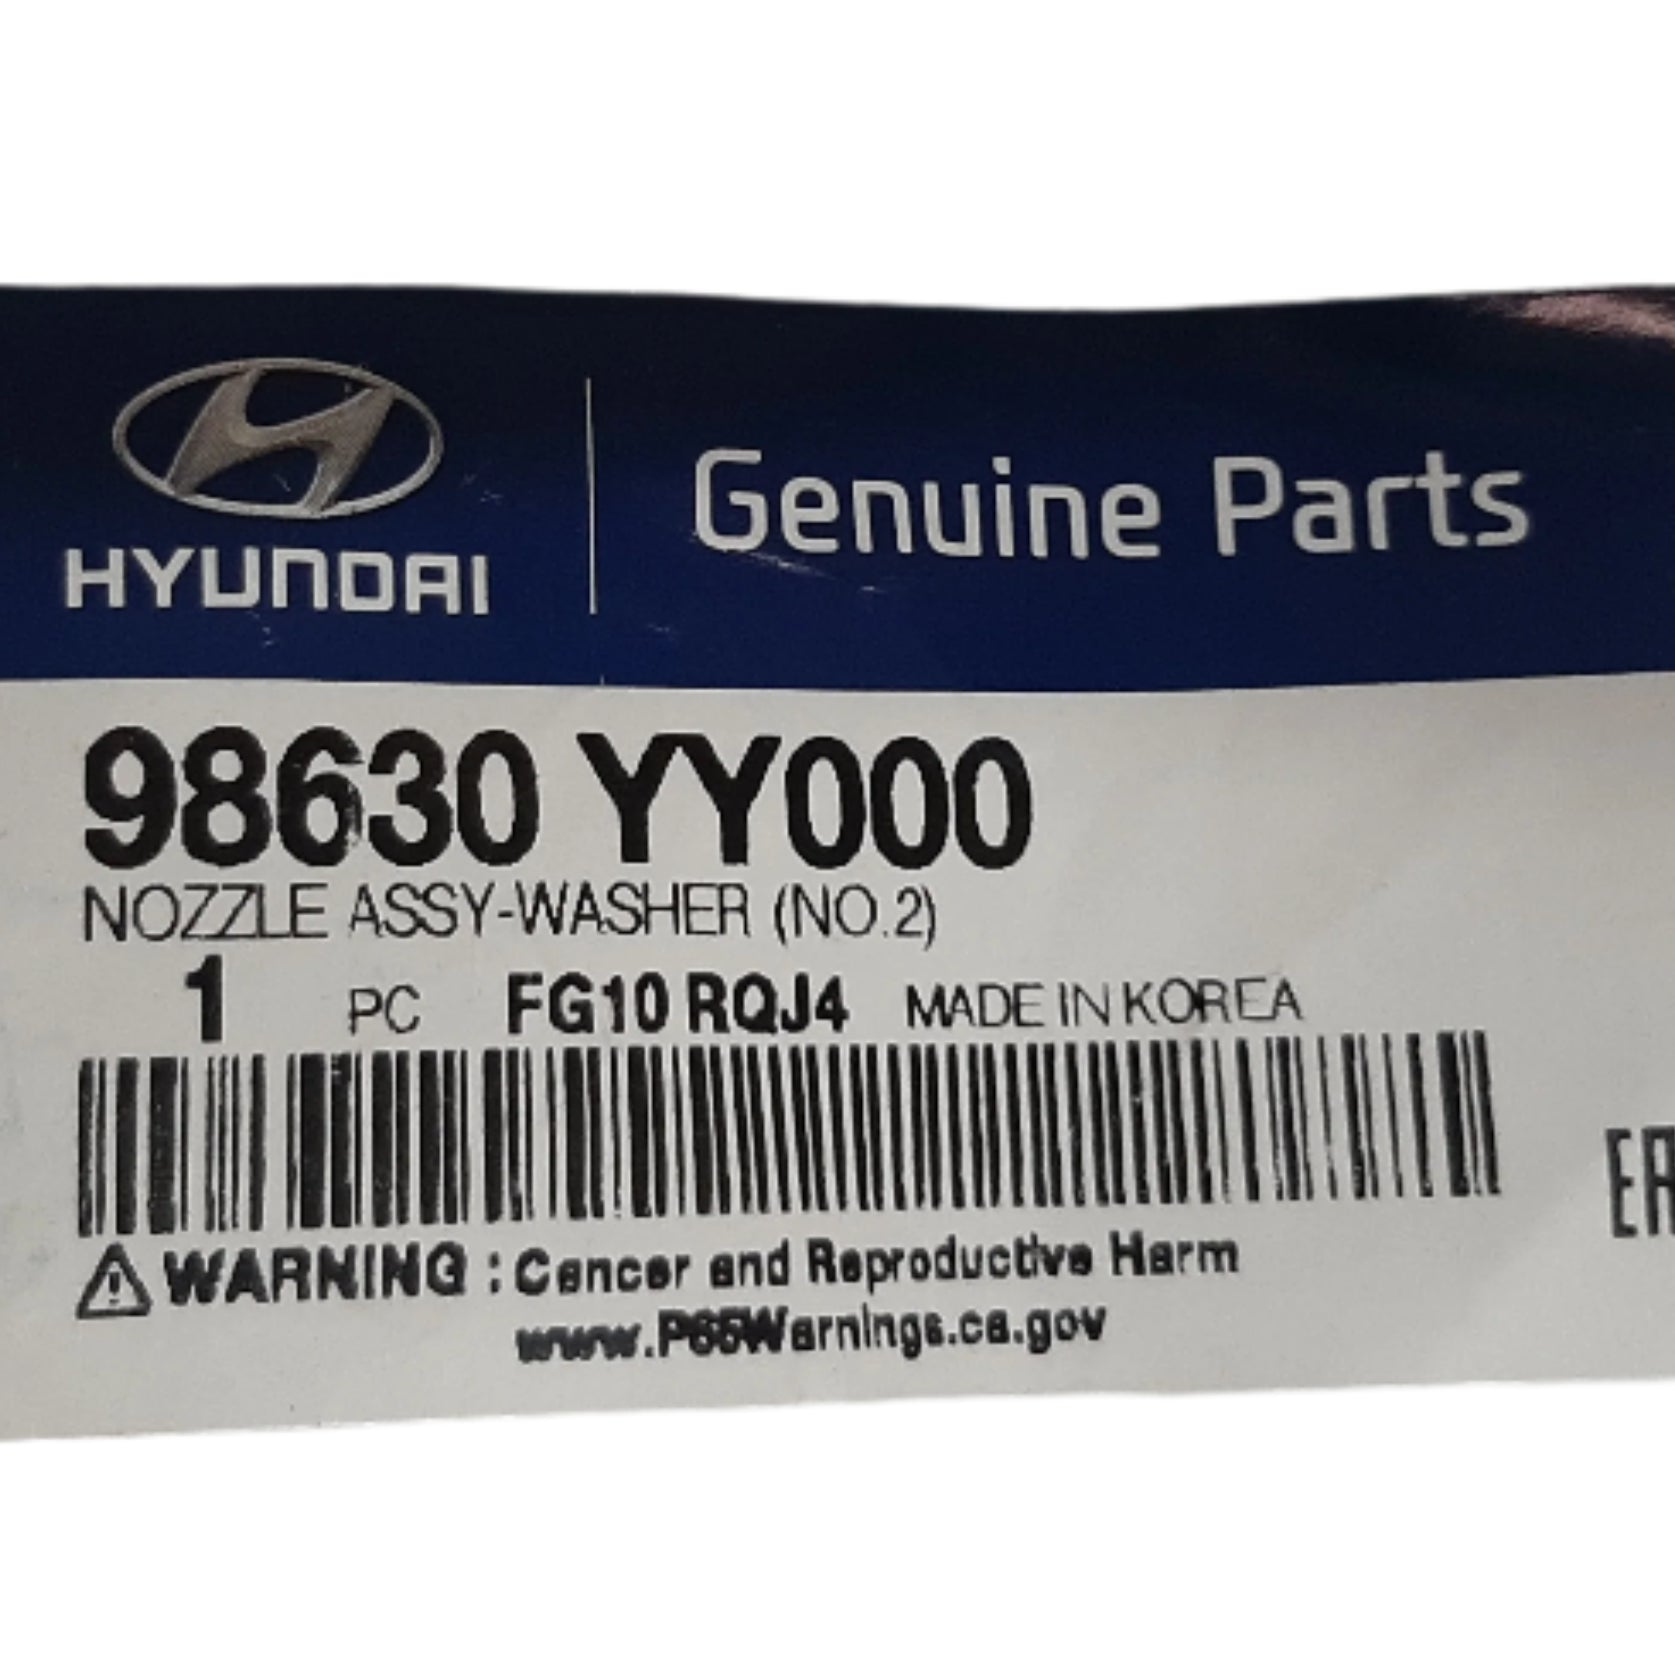 HYUNDAI
Genuine Parts
98630 YY000
NOZZLE ASSY-WASHER (NO.2)
1 PC FG10 RQJ4 MADE IN KOREA
WARNING : Cancer and Reproductive Harm
www.P65Warnings.ca.gov